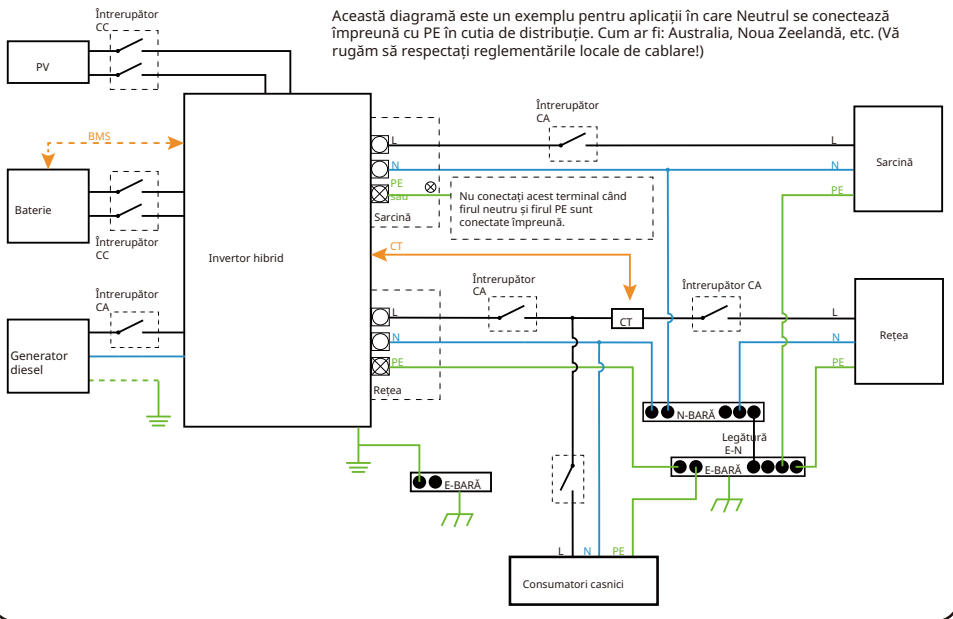 Această diagramă este un exemplu pentru aplicații în care Neutrul se conectează
împreună cu PE în cutia de distribuție. Cum ar fi: Australia, Noua Zeelandă, etc. (Vă
rugăm să respectați reglementările locale de cablare!)
Întrerupător
CC
PV
BMS
Baterie
Întrerupător
CC
Întrerupător
CA
Generator
diesel
Invertor hibrid
L
N
PE
sau
Sarcină
Nu conectați acest terminal când
firul neutru și firul PE sunt
conectate împreună.
Întrerupător
CA
L
N
PE
Sarcină
CT
Întrerupător
CA
CT
Întrerupător CA
L
N
PE
Rețea
L
N
PE
Rețea
N-BARĂ
Legătură
E-N
E-BARĂ
E-BARĂ
L
N
PE
Consumatori casnici